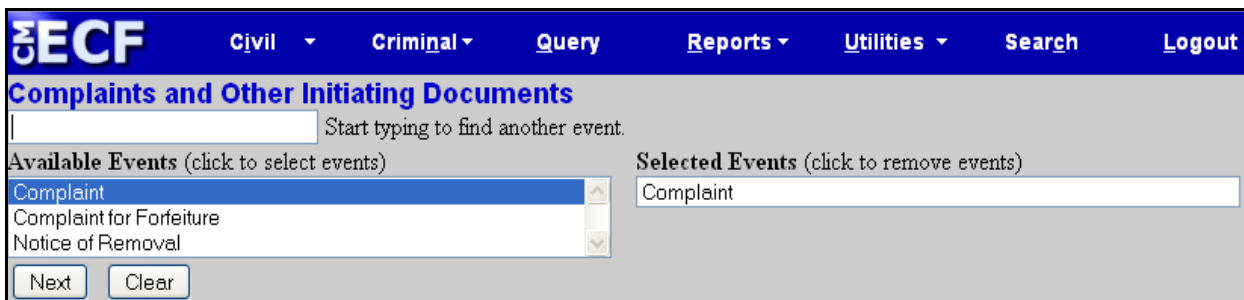 CM ECF Civil Criminal Query Reports Utilities Search Logout
Complaints and Other Initiating Documents
Start typing to find another event.
Available Events (click to select events) Selected Events (click to remove events)
Complaint Complaint
Complaint for Forfeiture
Notice of Removal
Next Clear